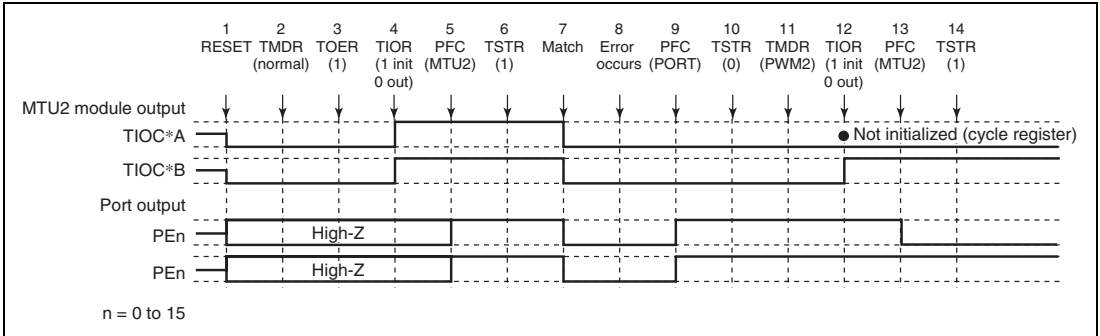 1 2 3 4 5 6 7 8 9 10 11 12 13 14
RESET TMDR TOER TIOR PFC TSTR Match Error PFC TSTR TMDR TIOR PFC TSTR
(normal) (1) (1 init (MTU2) (1) occurs (PORT) (0) (PWM2) (1 init (MTU2) (1)
0 out) 0 out)
MTU2 module output
TIOC*A
● Not initialized (cycle register)
TIOC*B
Port output
PEn High-Z
PEn High-Z
n = 0 to 15